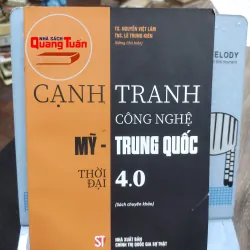 NHÀ SÁCH
Quang Tuấn
TS. NGUYỄN VIỆT LÂM
THS. LÊ TRUNG KIÊN
(Đồng chủ biên)
CẠNH TRANH
CÔNG NGHỆ
MỸ - TRUNG QUỐC
THỜI ĐẠI 4.0
(Sách chuyên khảo)
ST
NHÀ XUẤT BẢN
CHÍNH TRỊ QUỐC GIA SỰ THẬT
ELODY